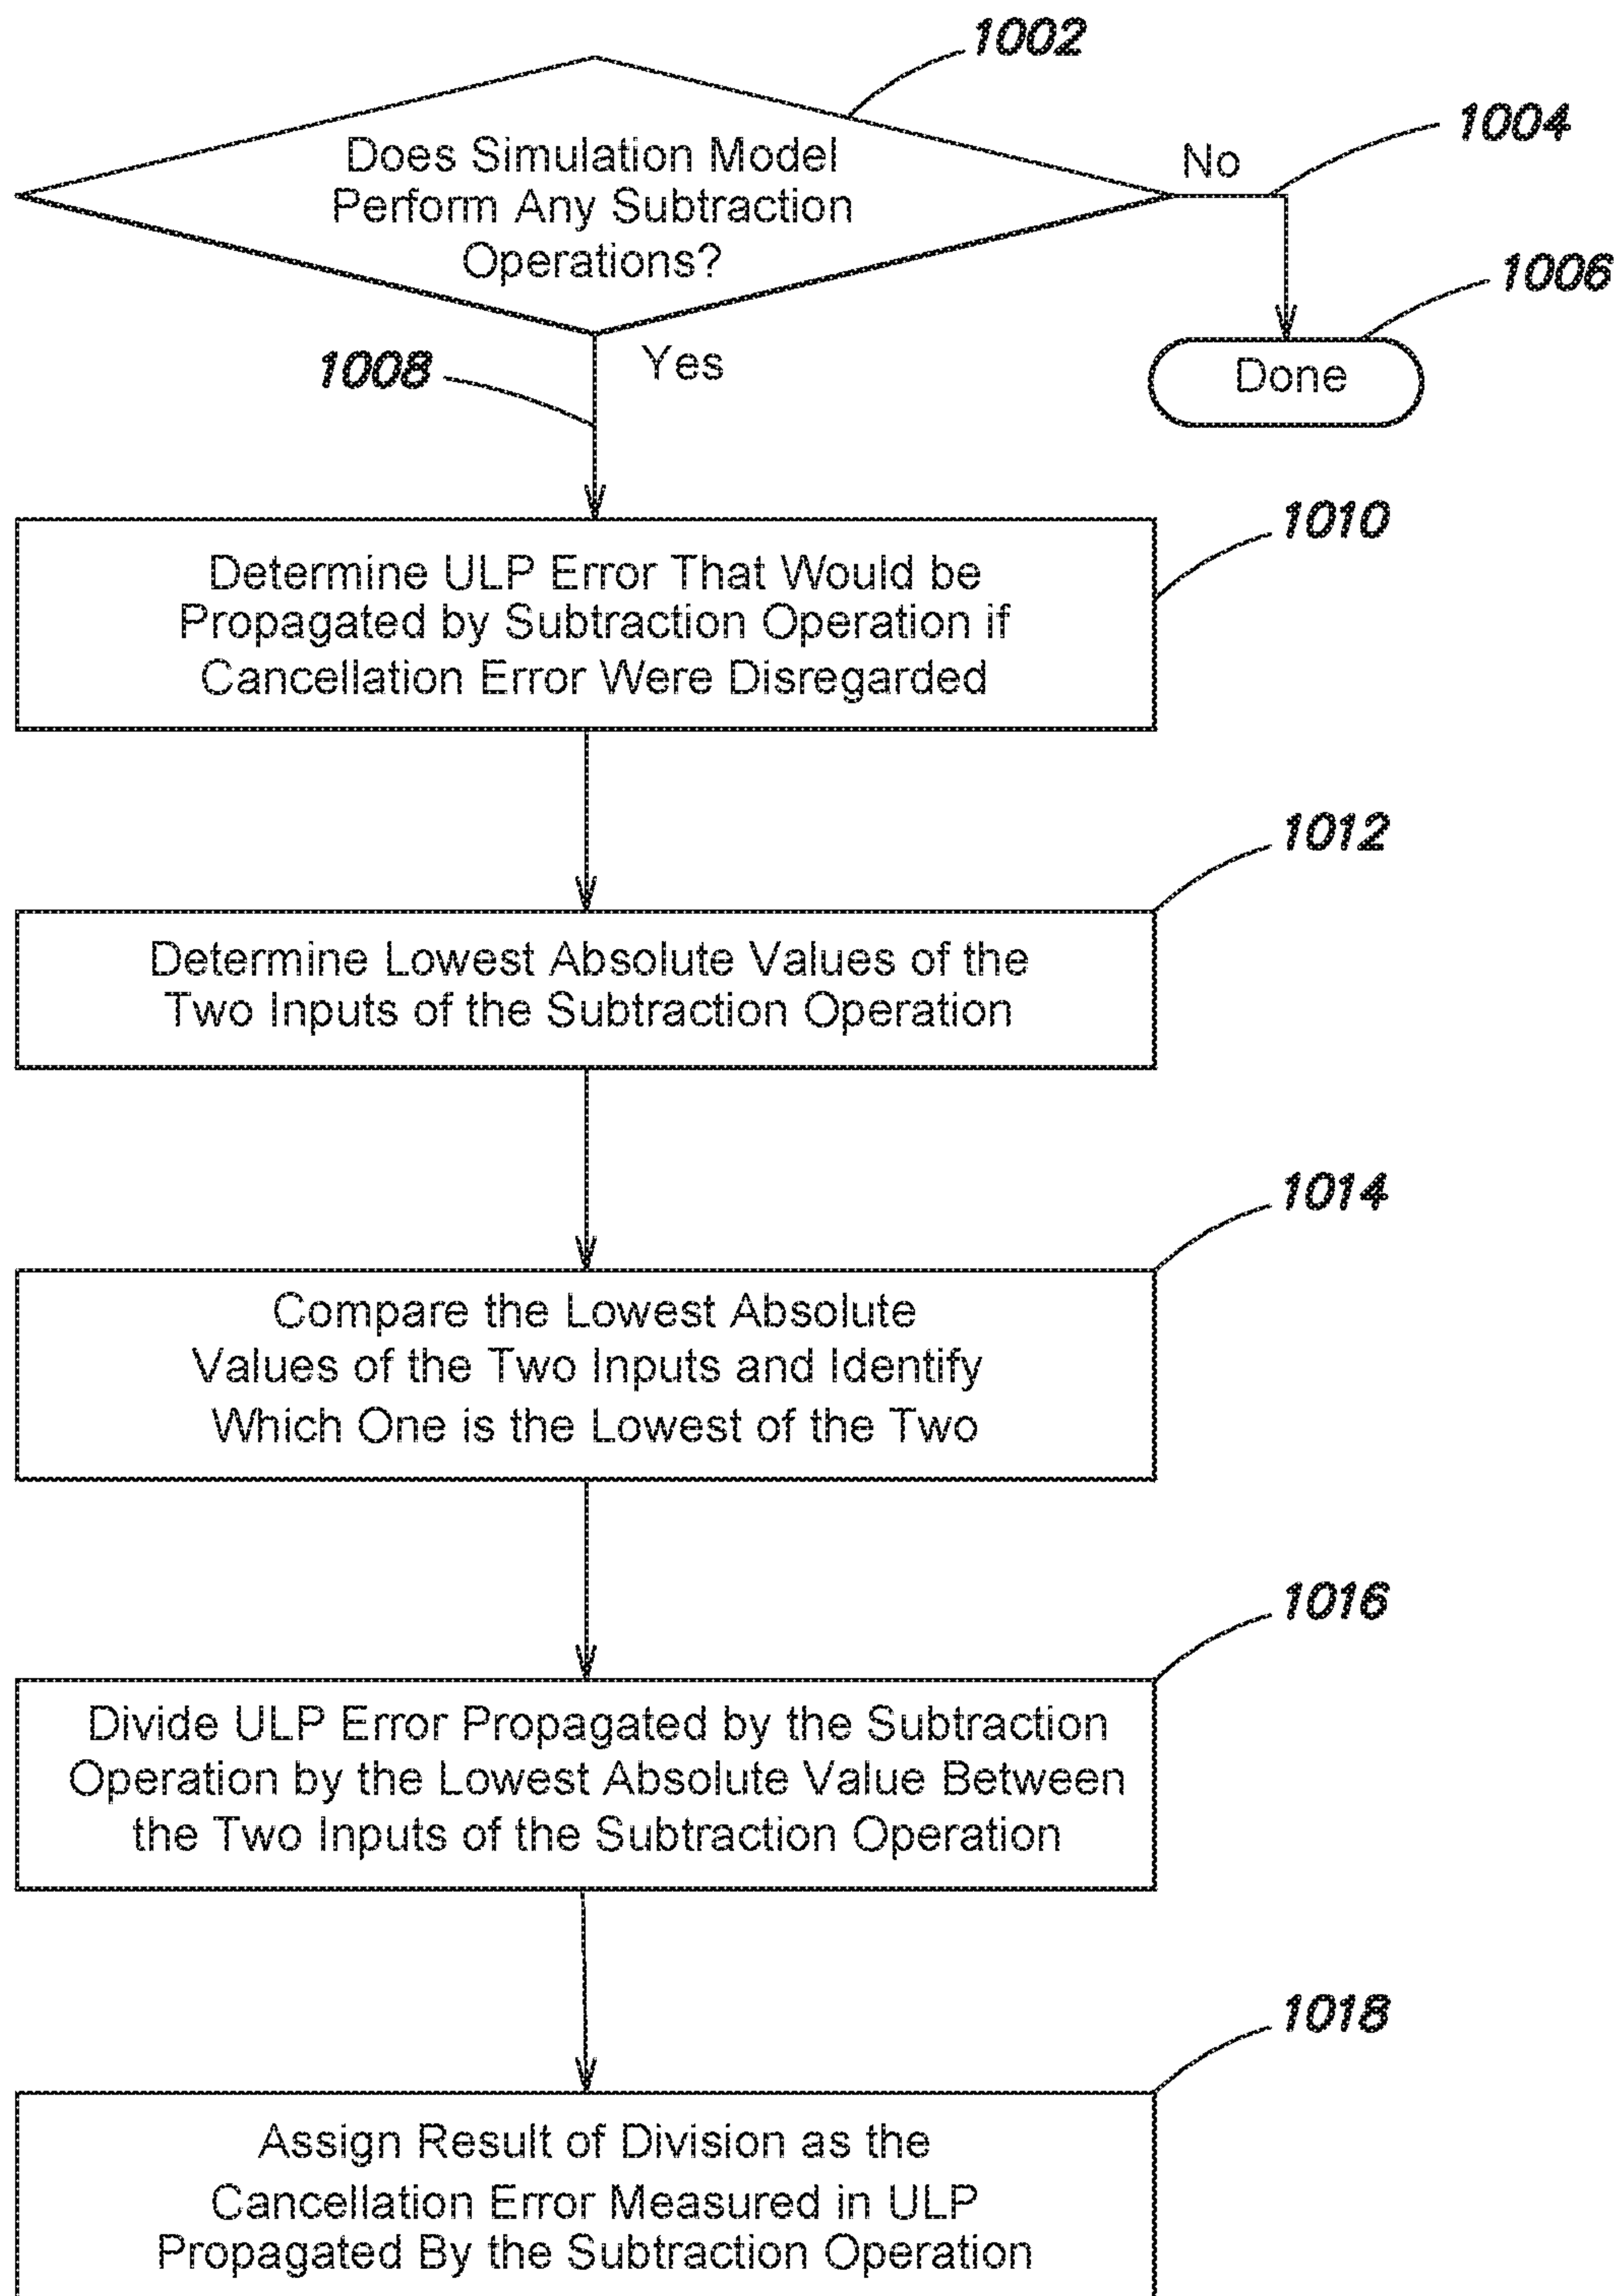 1002
Does Simulation Model
Perform Any Subtraction
Operations?
No
1004
1006
Done
1008
Yes
1010
Determine ULP Error That Would be
Propagated by Subtraction Operation if
Cancellation Error Were Disregarded
1012
Determine Lowest Absolute Values of the
Two Inputs of the Subtraction Operation
1014
Compare the Lowest Absolute
Values of the Two Inputs and Identify
Which One is the Lowest of the Two
1016
Divide ULP Error Propagated by the Subtraction
Operation by the Lowest Absolute Value Between
the Two Inputs of the Subtraction Operation
1018
Assign Result of Division as the
Cancellation Error Measured in ULP
Propagated By the Subtraction Operation